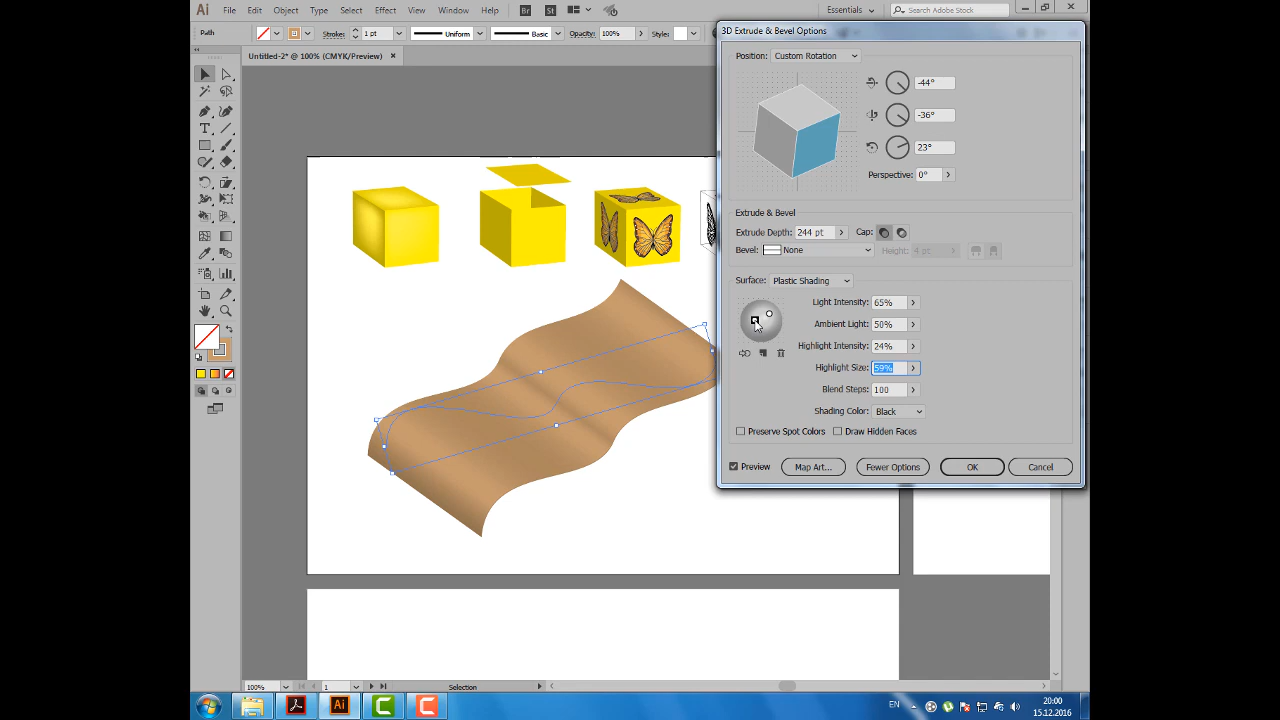 Ai File Edit Object Type Select Effect View Window Help Br St Essentials Search Adobe Stock
Path Stroke: 1 pt Uniform Basic Opacity: 100% Style:
Untitled-2* @ 100% (CMYK/Preview) ×
3D Extrude & Bevel Options
Position: Custom Rotation
-44°
-36°
23°
Perspective: 0°
Extrude & Bevel
Extrude Depth: 244 pt Cap:
Bevel: None Height: 4 pt
Surface: Plastic Shading
Light Intensity: 65%
Ambient Light: 50%
Highlight Intensity: 24%
Highlight Size: 59%
Blend Steps: 100
Shading Color: Black
Preserve Spot Colors Draw Hidden Faces
Preview Map Art... Fewer Options OK Cancel
100% 1 Selection
Ai EN 20:00
15.12.2016